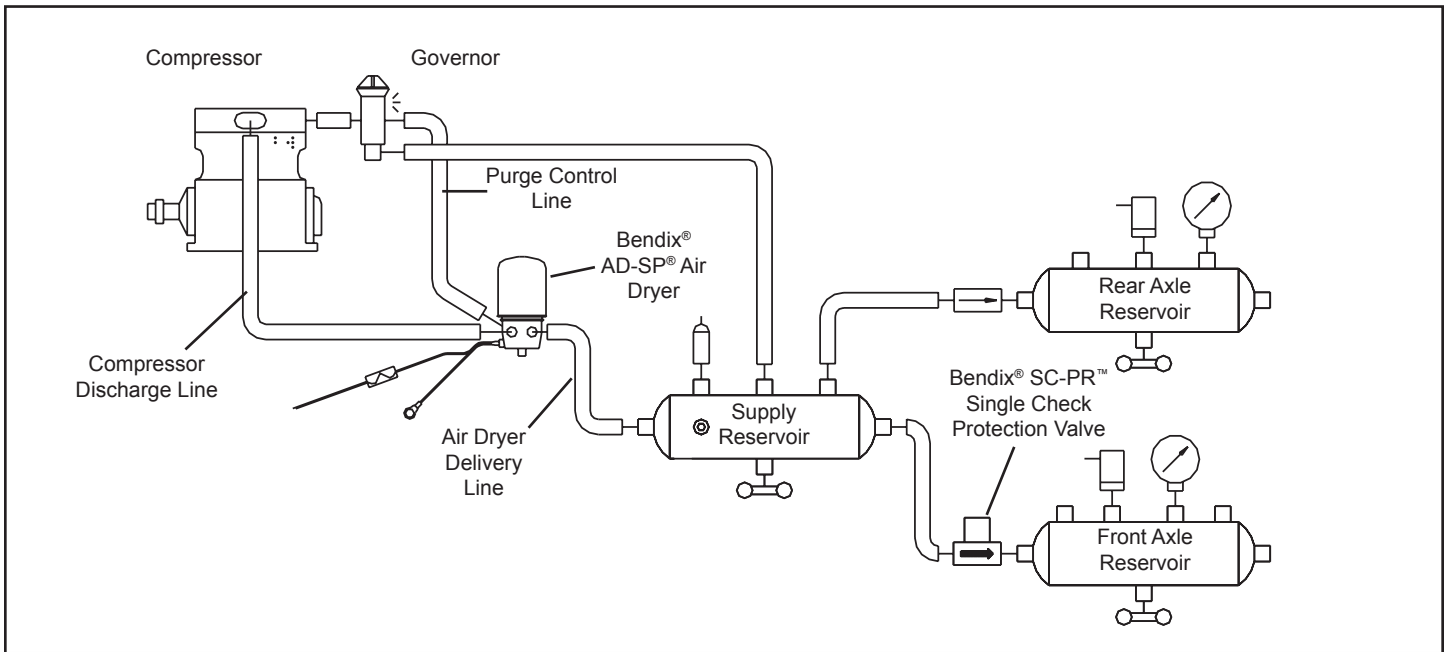 Compressor
Governor
Purge Control
Line
Bendix®
AD-SP® Air
Dryer
Compressor
Discharge Line
Air Dryer
Delivery
Line
Supply
Reservoir
Rear Axle
Reservoir
Bendix® SC-PR™
Single Check
Protection Valve
Front Axle
Reservoir